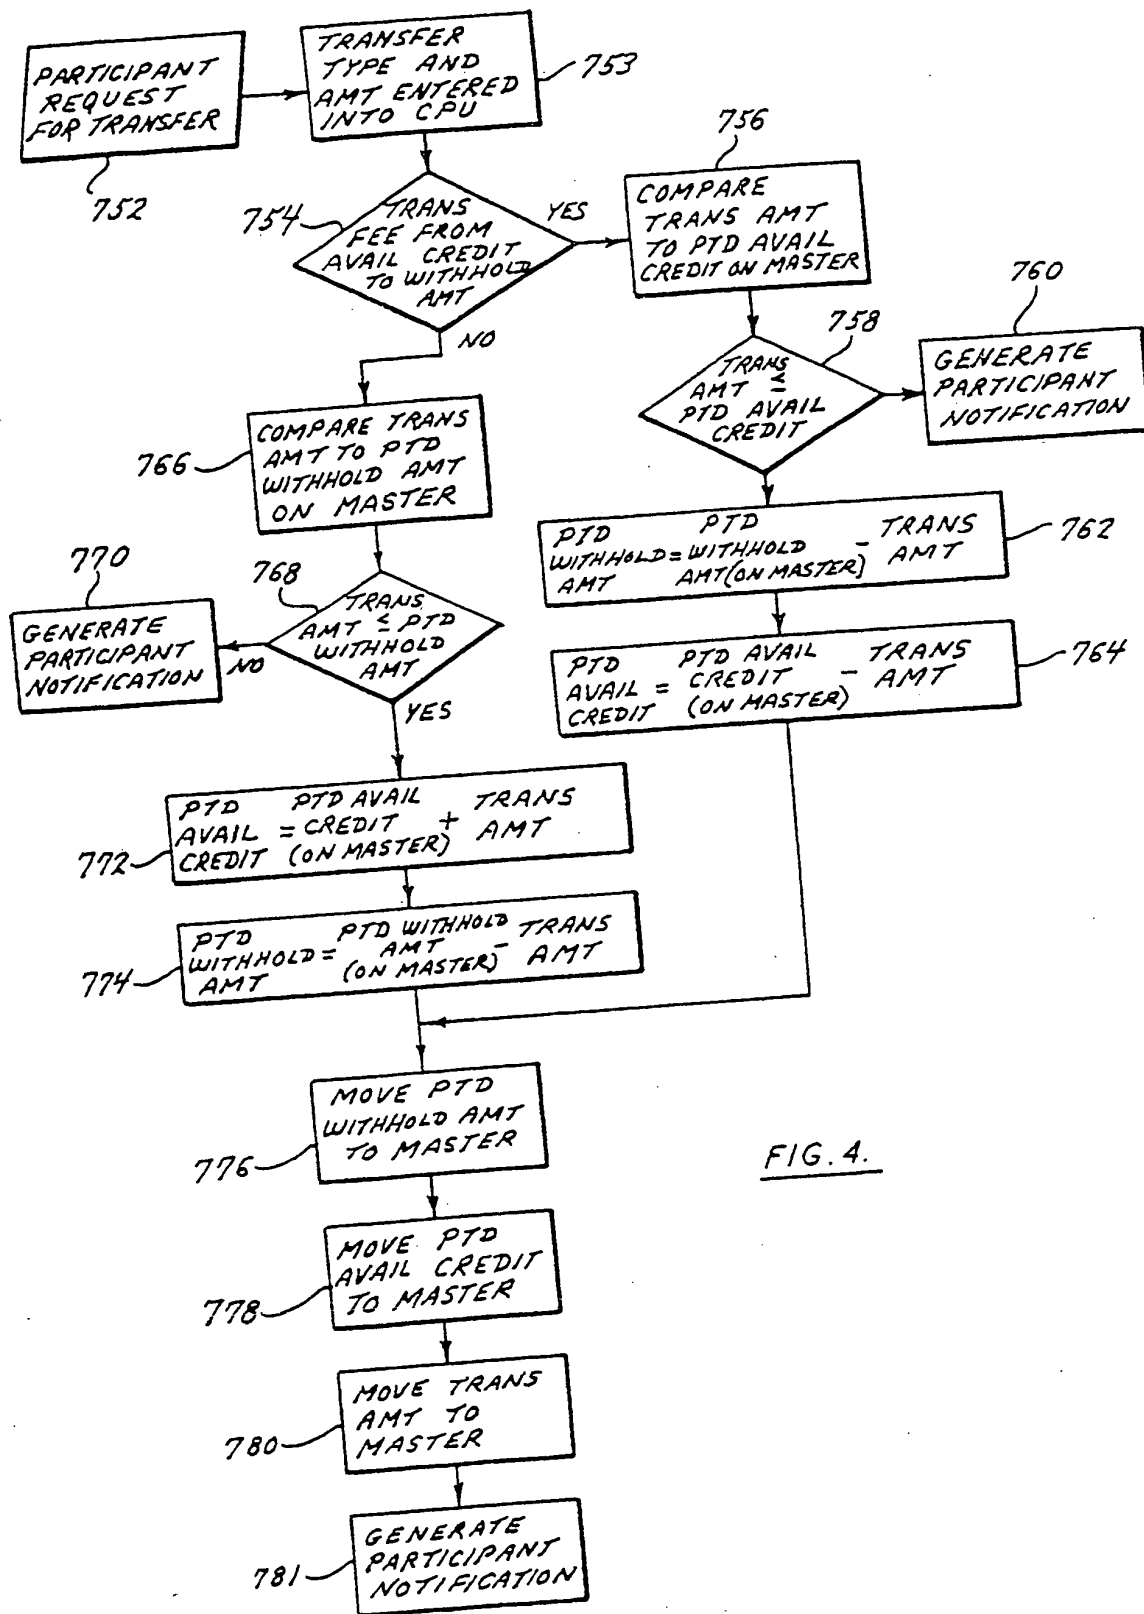 PARTICIPANT
REQUEST
FOR TRANSFER
752
TRANSFER
TYPE AND
AMT ENTERED
INTO CPU
753
754
TRANS
FEE FROM
AVAIL CREDIT
TO WITHHOLD
AMT
YES
NO
756
COMPARE
TRANS AMT
TO PTD AVAIL
CREDIT ON MASTER
758
TRANS
AMT ≤
PTD AVAIL
CREDIT
760
GENERATE
PARTICIPANT
NOTIFICATION
762
PTD PTD
WITHHOLD = WITHHOLD - TRANS
AMT AMT (ON MASTER) AMT
764
PTD PTD AVAIL TRANS
AVAIL = CREDIT - AMT
CREDIT (ON MASTER)
766
COMPARE TRANS
AMT TO PTD
WITHHOLD AMT
ON MASTER
768
TRANS
AMT ≤ PTD
WITHHOLD
AMT
NO
YES
770
GENERATE
PARTICIPANT
NOTIFICATION
772
PTD PTD AVAIL TRANS
AVAIL = CREDIT + AMT
CREDIT (ON MASTER)
774
PTD PTD WITHHOLD TRANS
WITHHOLD = AMT - AMT
AMT (ON MASTER)
776
MOVE PTD
WITHHOLD AMT
TO MASTER
778
MOVE PTD
AVAIL CREDIT
TO MASTER
780
MOVE TRANS
AMT TO
MASTER
781
GENERATE
PARTICIPANT
NOTIFICATION
FIG. 4.